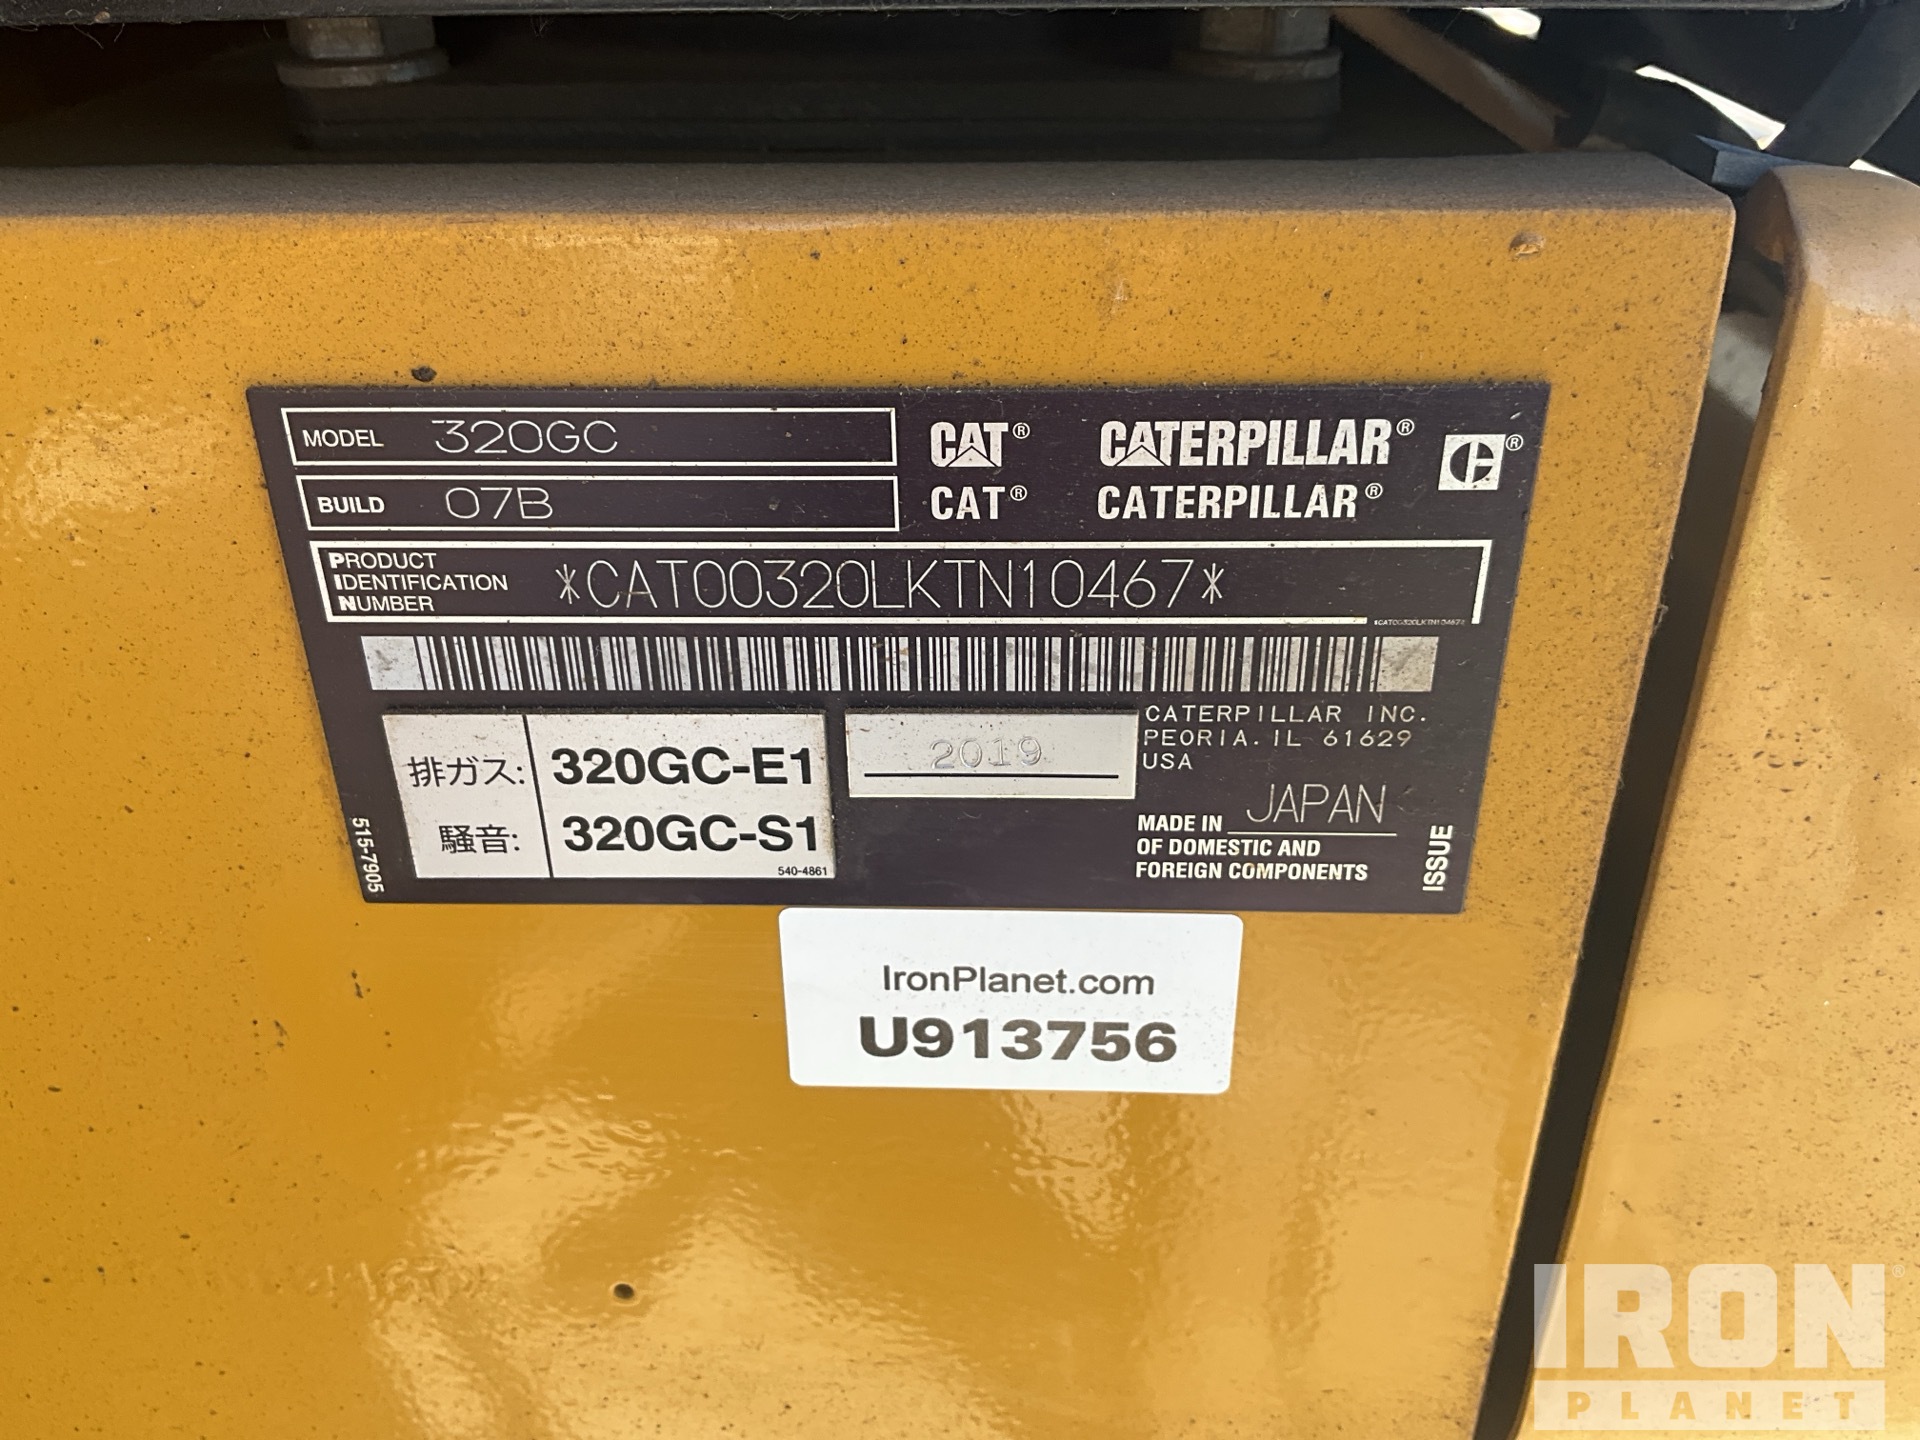 MODEL 320GC
BUILD 07B
CAT® CATERPILLAR® ®
CAT® CATERPILLAR®
PRODUCT
IDENTIFICATION
NUMBER
*CAT00320LKTN10467*
*CAT00320LKTN10467*
排ガス: 320GC-E1
騒音: 320GC-S1
540-4861
515-7905
2019
CATERPILLAR INC.
PEORIA. IL 61629
USA
MADE IN JAPAN
OF DOMESTIC AND
FOREIGN COMPONENTS
ISSUE
IronPlanet.com
U913756
IRON®
PLANET